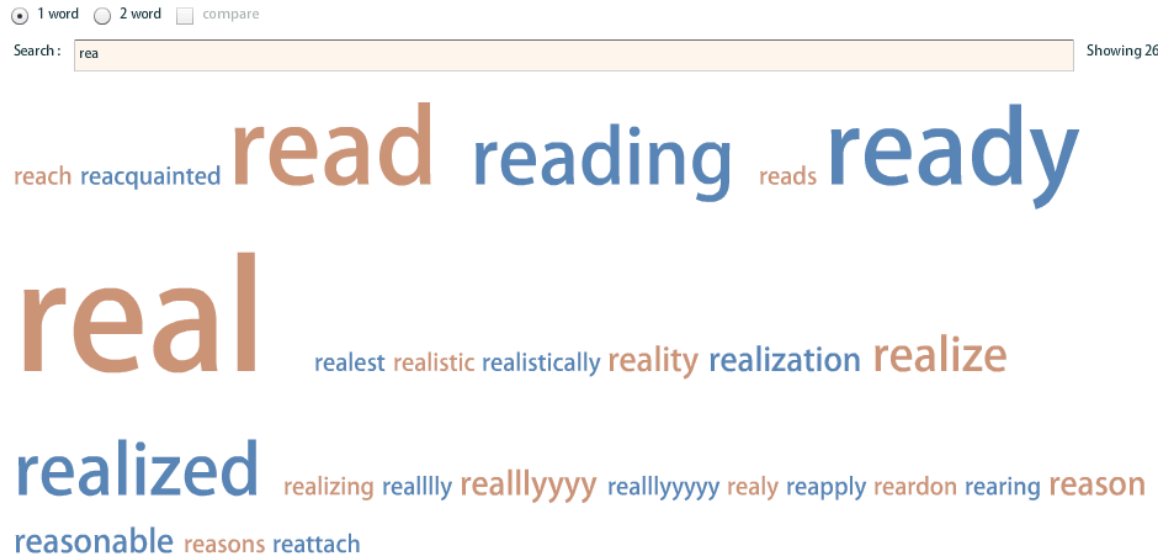 1 word 2 word compare
Search : rea Showing 26
reach reacquainted read reading reads ready
real realest realistic realistically reality realization realize
realized realizing realllly realllyyyy realllyyyyy realy reapply reardon rearing reason
reasonable reasons reattach